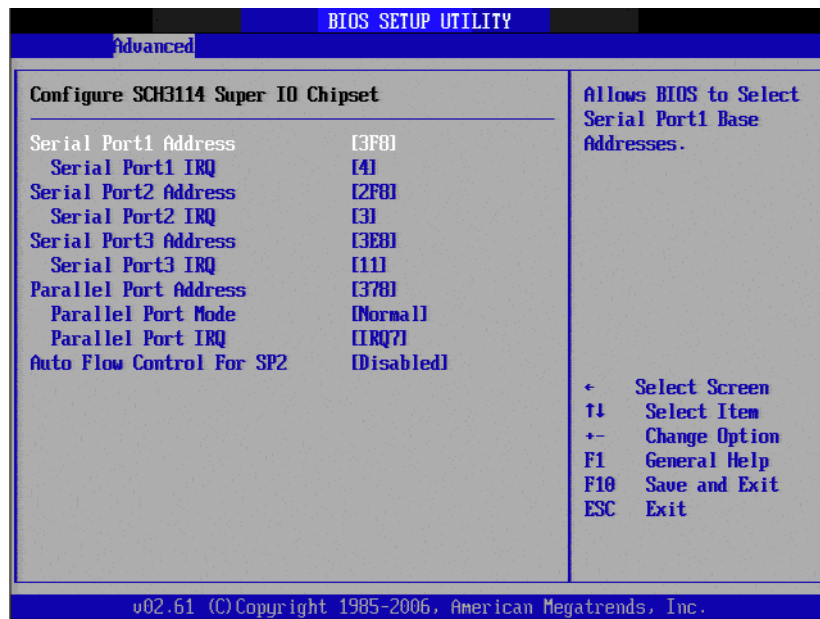 BIOS SETUP UTILITY
Advanced
Configure SCH3114 Super IO Chipset
Serial Port1 Address [3F8]
Serial Port1 IRQ [4]
Serial Port2 Address [2F8]
Serial Port2 IRQ [3]
Serial Port3 Address [3E8]
Serial Port3 IRQ [11]
Parallel Port Address [378]
Parallel Port Mode [Normal]
Parallel Port IRQ [IRQ7]
Auto Flow Control For SP2 [Disabled]
Allows BIOS to Select
Serial Port1 Base
Addresses.
← Select Screen
↑↓ Select Item
+- Change Option
F1 General Help
F10 Save and Exit
ESC Exit
v02.61 (C)Copyright 1985-2006, American Megatrends, Inc.